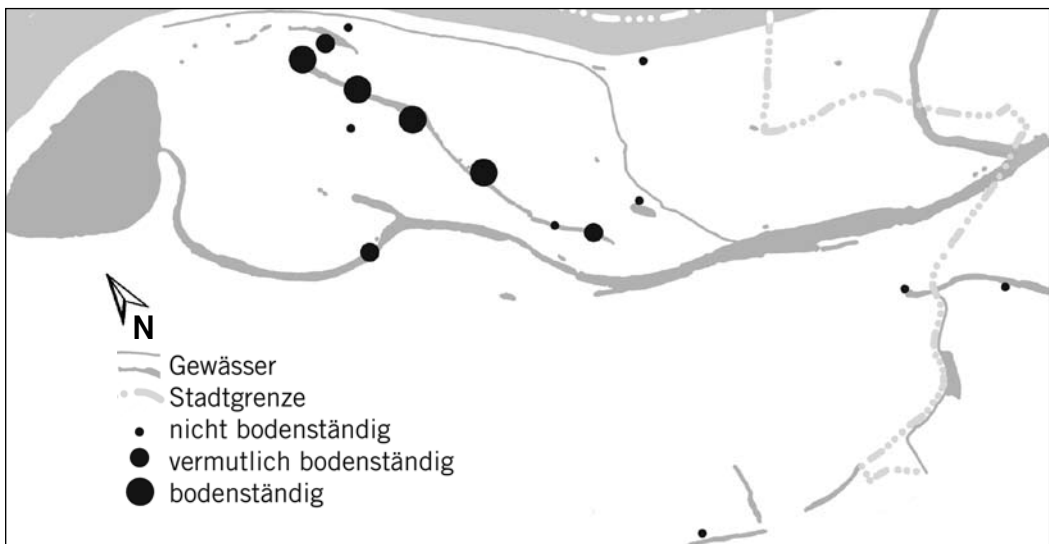 N
Gewässer
Stadtgrenze
nicht bodenständig
vermutlich bodenständig
bodenständig